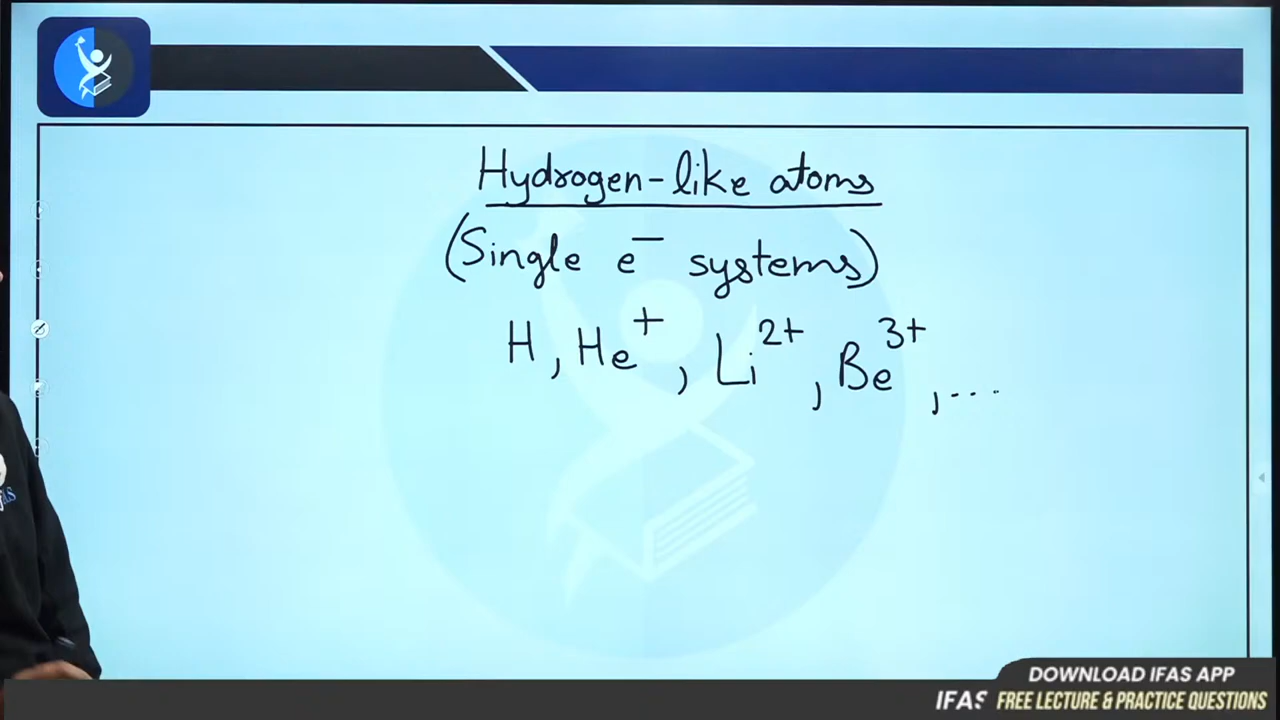 Hydrogen-like atoms
(Single e⁻ systems)
H, He⁺, Li²⁺, Be³⁺, ....
DOWNLOAD IFAS APP
IFAS FREE LECTURE & PRACTICE QUESTIONS